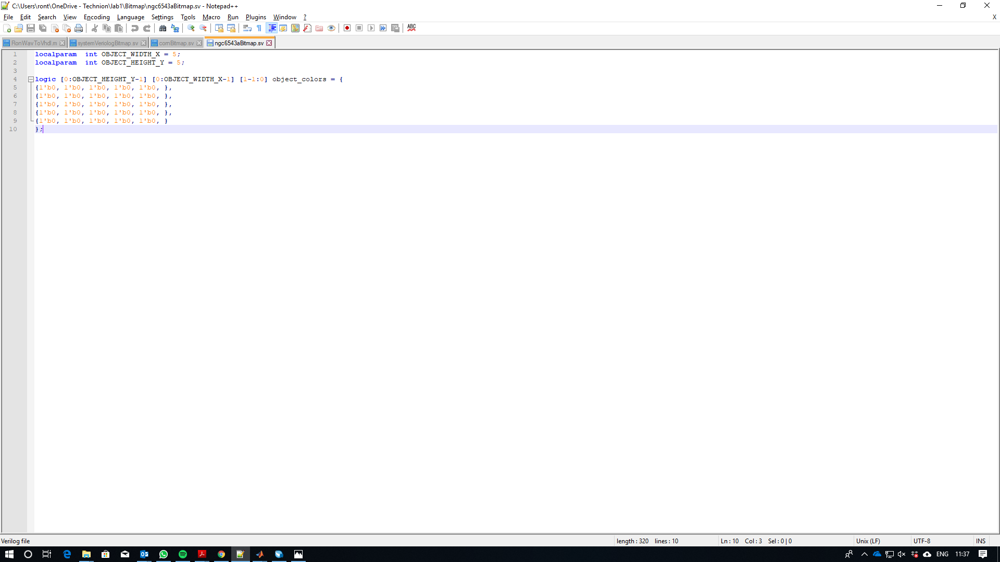 C:\Users\ront\OneDrive - Technion\lab1\Bitmap\ngc6543aBitmap.sv - Notepad++
File Edit Search View Encoding Language Settings Tools Macro Run Plugins Window ? X
ABC
RonWavToVhdl.m systemVeriologBitmap.sv cornBitmap.sv ngc6543aBitmap.sv
1 localparam  int OBJECT_WIDTH_X = 5;
2 localparam  int OBJECT_HEIGHT_Y = 5;
3
4 logic [0:OBJECT_HEIGHT_Y-1] [0:OBJECT_WIDTH_X-1] [1-1:0] object_colors = {
5 {1'b0, 1'b0, 1'b0, 1'b0, 1'b0, },
6 {1'b0, 1'b0, 1'b0, 1'b0, 1'b0, },
7 {1'b0, 1'b0, 1'b0, 1'b0, 1'b0, },
8 {1'b0, 1'b0, 1'b0, 1'b0, 1'b0, },
9 {1'b0, 1'b0, 1'b0, 1'b0, 1'b0, }
10 };
Verilog file length : 320 lines : 10 Ln : 10 Col : 3 Sel : 0 | 0 Unix (LF) UTF-8 INS
ENG 11:37